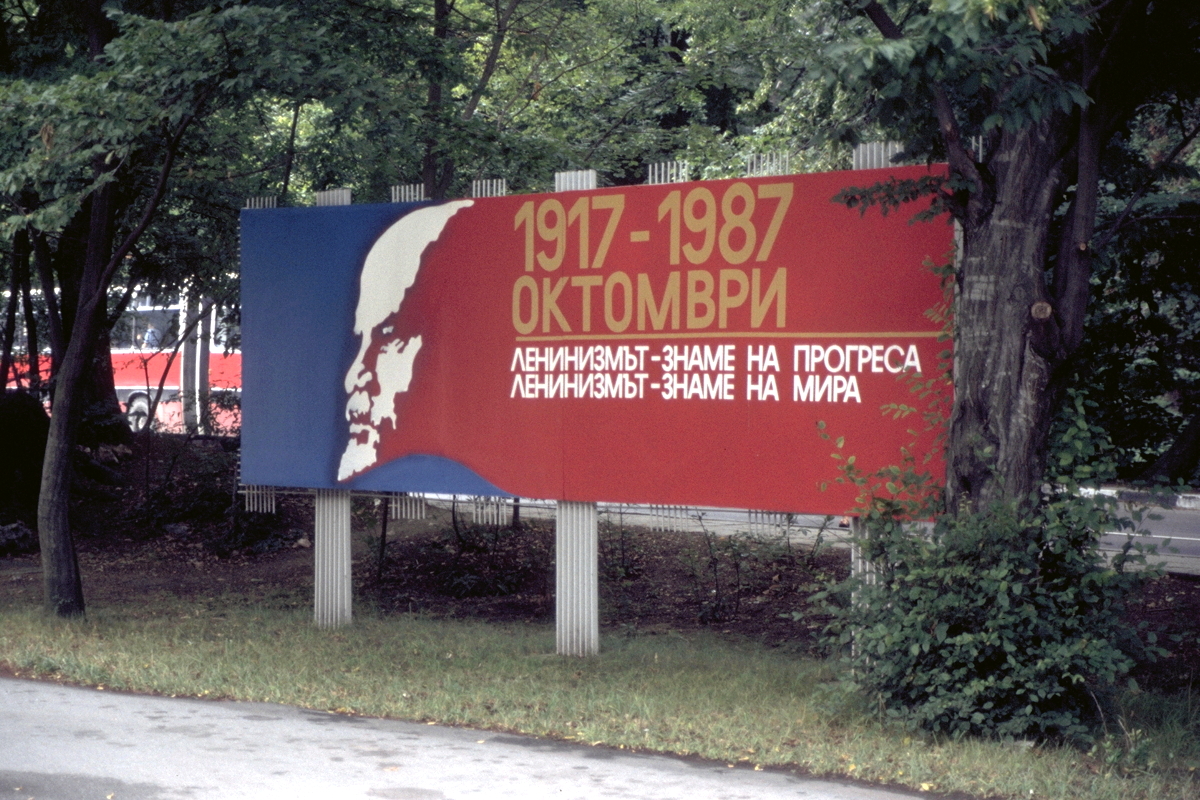 1917-1987
ОКТОМВРИ
ЛЕНИНИЗМЪТ-ЗНАМЕ НА ПРОГРЕСА
ЛЕНИНИЗМЪТ-ЗНАМЕ НА МИРА